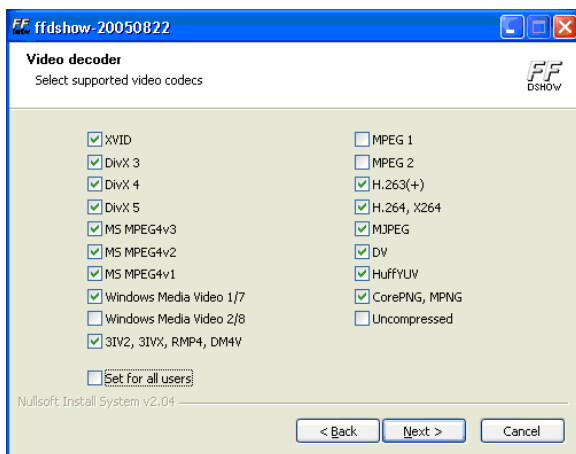 FF ffdshow-20050822
Video decoder
Select supported video codecs
FF
DSHOW
XVID
DivX 3
DivX 4
DivX 5
MS MPEG4v3
MS MPEG4v2
MS MPEG4v1
Windows Media Video 1/7
Windows Media Video 2/8
3IV2, 3IVX, RMP4, DM4V
MPEG 1
MPEG 2
H.263(+)
H.264, X264
MJPEG
DV
HuffYUV
CorePNG, MPNG
Uncompressed
Set for all users
Nullsoft Install System v2.04
< Back Next > Cancel